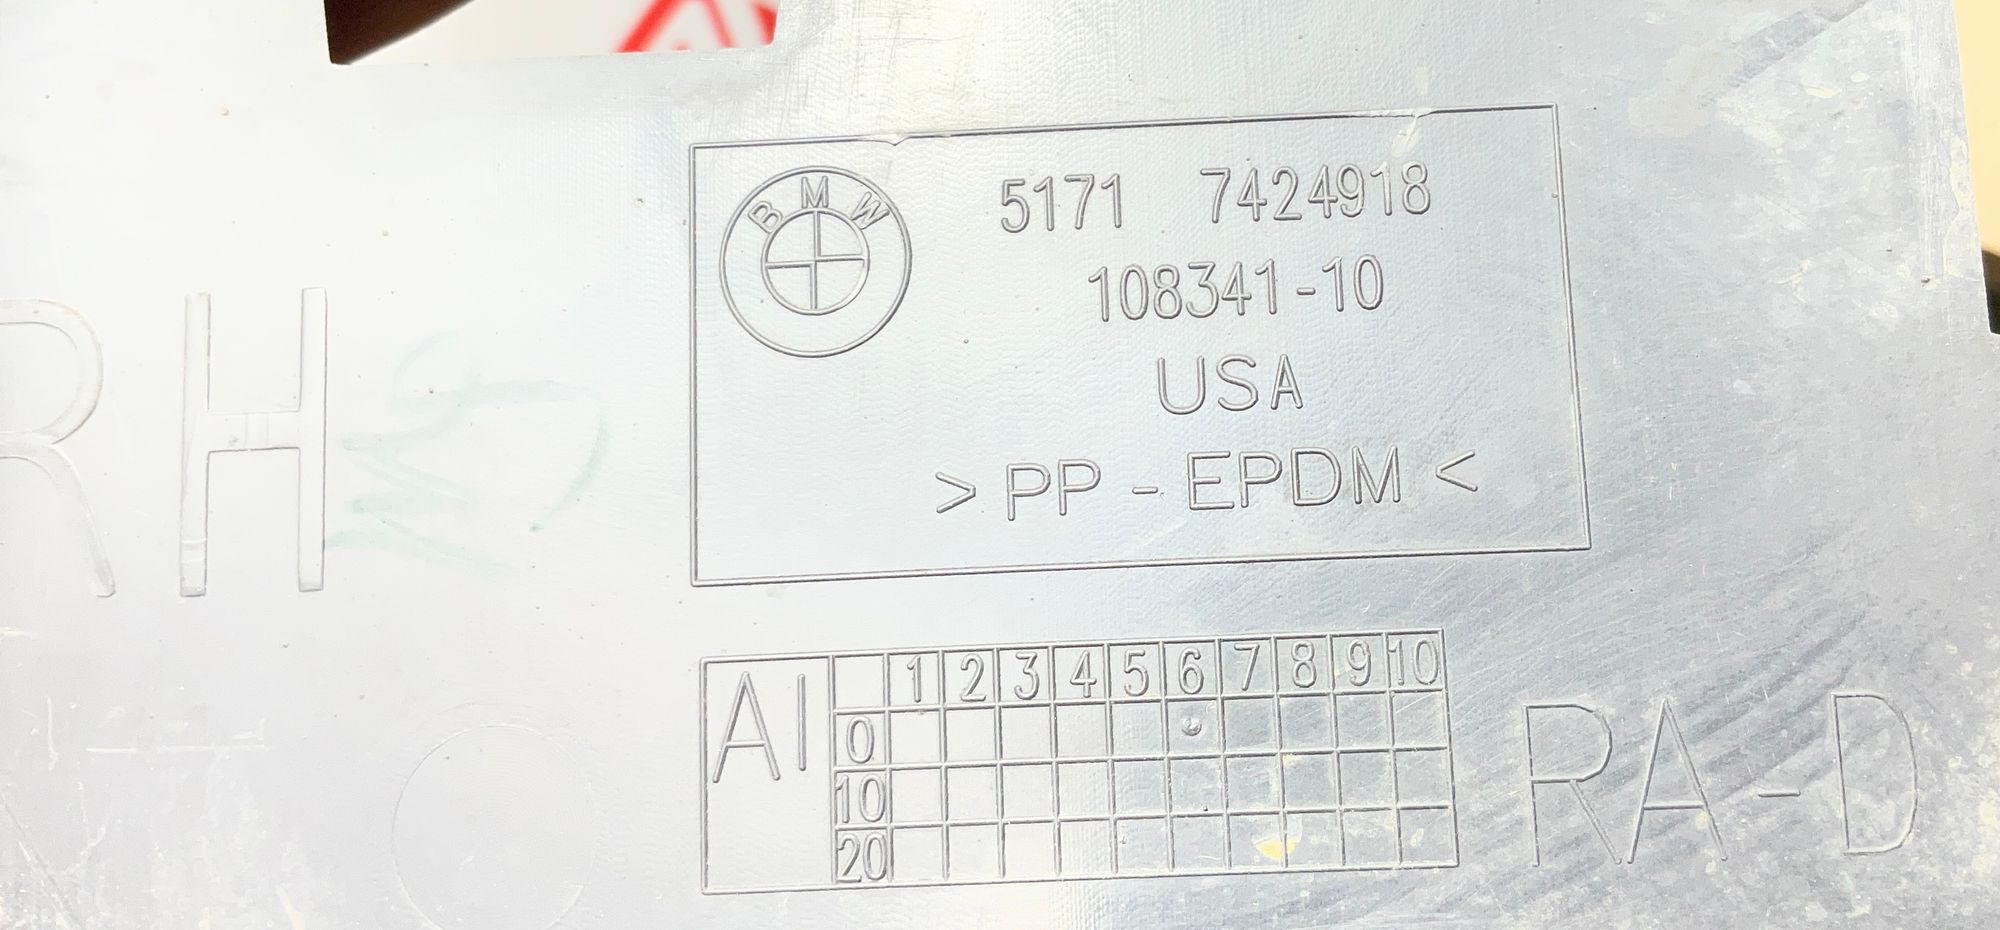 BMW
5171 7424918
108341-10
USA
>PP-EPDM<
RH
AI 1 2 3 4 5 6 7 8 9 10
0
10
20
RA-D